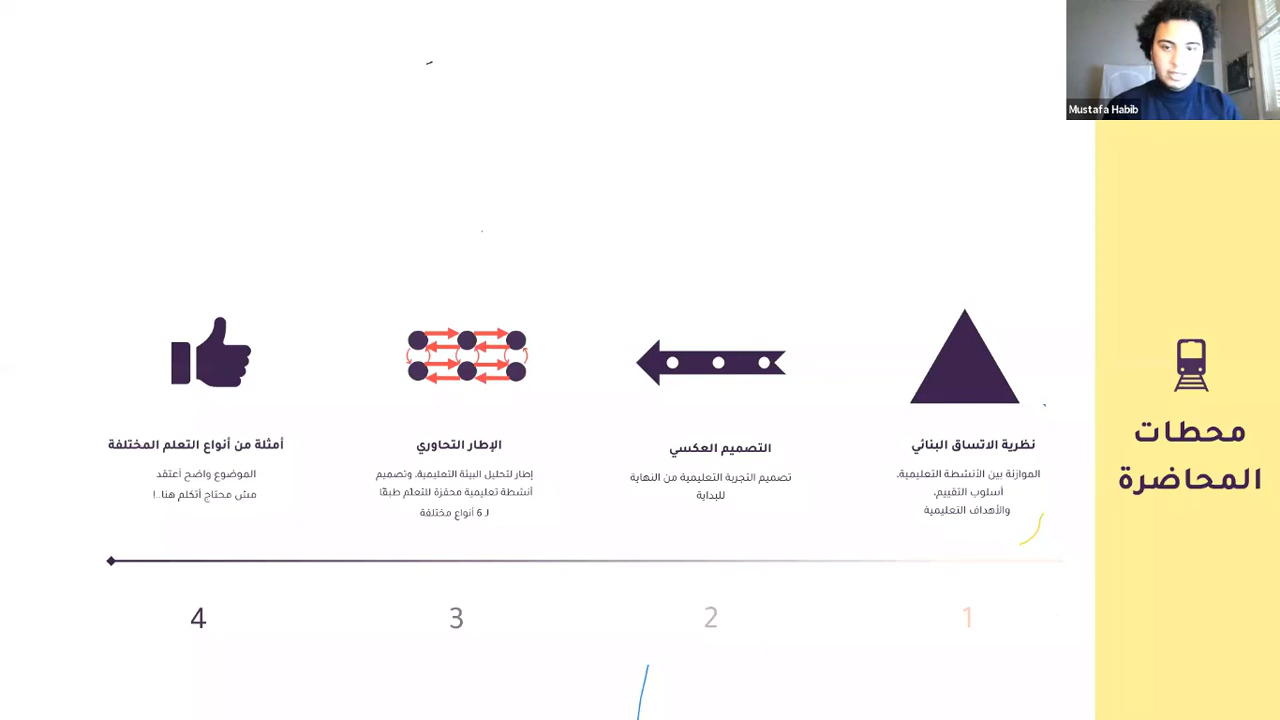 Mustafa Habib
محطات
المحاضرة
نظرية الاتساق البنائي
الموازنة بين الأنشطة التعليمية،
أسلوب التقييم،
والأهداف التعليمية
1
التصميم العكسي
تصميم التجربة التعليمية من النهاية
للبداية
2
الإطار التحاوري
إطار لتحليل البيئة التعليمية، وتصميم
أنشطة تعليمية محفزة للتعلم طبقًا
لـ 6 أنواع مختلفة
3
أمثلة من أنواع التعلم المختلفة
الموضوع واضح أعتقد
مش محتاج أتكلم هنا..!
4